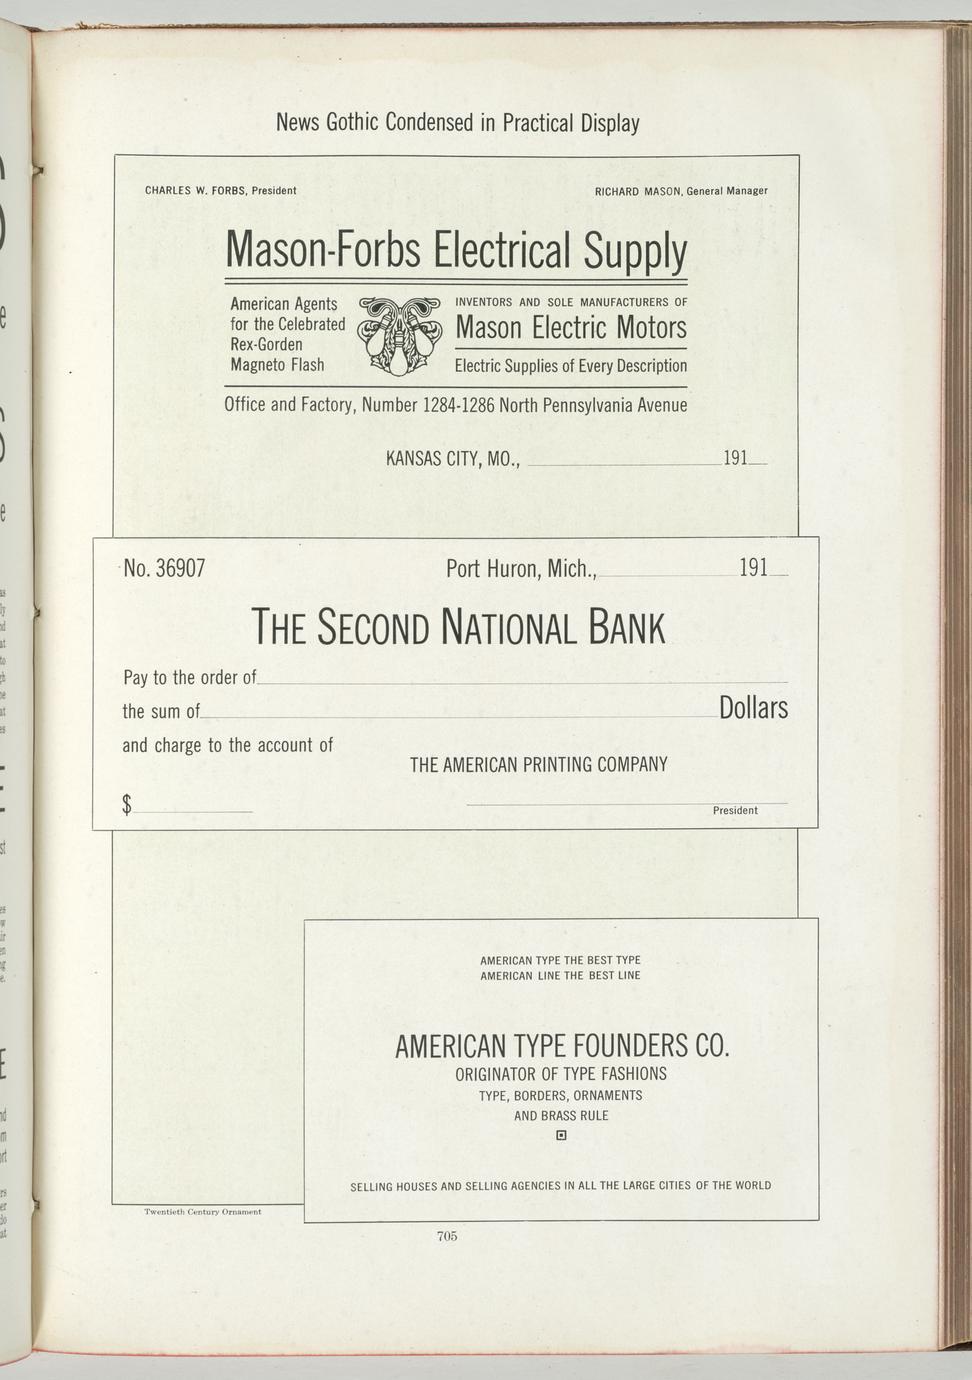 News Gothic Condensed in Practical Display
CHARLES W. FORBS, President
RICHARD MASON, General Manager
Mason-Forbs Electrical Supply
American Agents
for the Celebrated
Rex-Gorden
Magneto Flash
INVENTORS AND SOLE MANUFACTURERS OF
Mason Electric Motors
Electric Supplies of Every Description
Office and Factory, Number 1284-1286 North Pennsylvania Avenue
KANSAS CITY, MO., 191
No. 36907 Port Huron, Mich., 191
THE SECOND NATIONAL BANK
Pay to the order of
the sum of Dollars
and charge to the account of
THE AMERICAN PRINTING COMPANY
$
President
AMERICAN TYPE THE BEST TYPE
AMERICAN LINE THE BEST LINE
AMERICAN TYPE FOUNDERS CO.
ORIGINATOR OF TYPE FASHIONS
TYPE, BORDERS, ORNAMENTS
AND BRASS RULE
SELLING HOUSES AND SELLING AGENCIES IN ALL THE LARGE CITIES OF THE WORLD
Twentieth Century Ornament
705